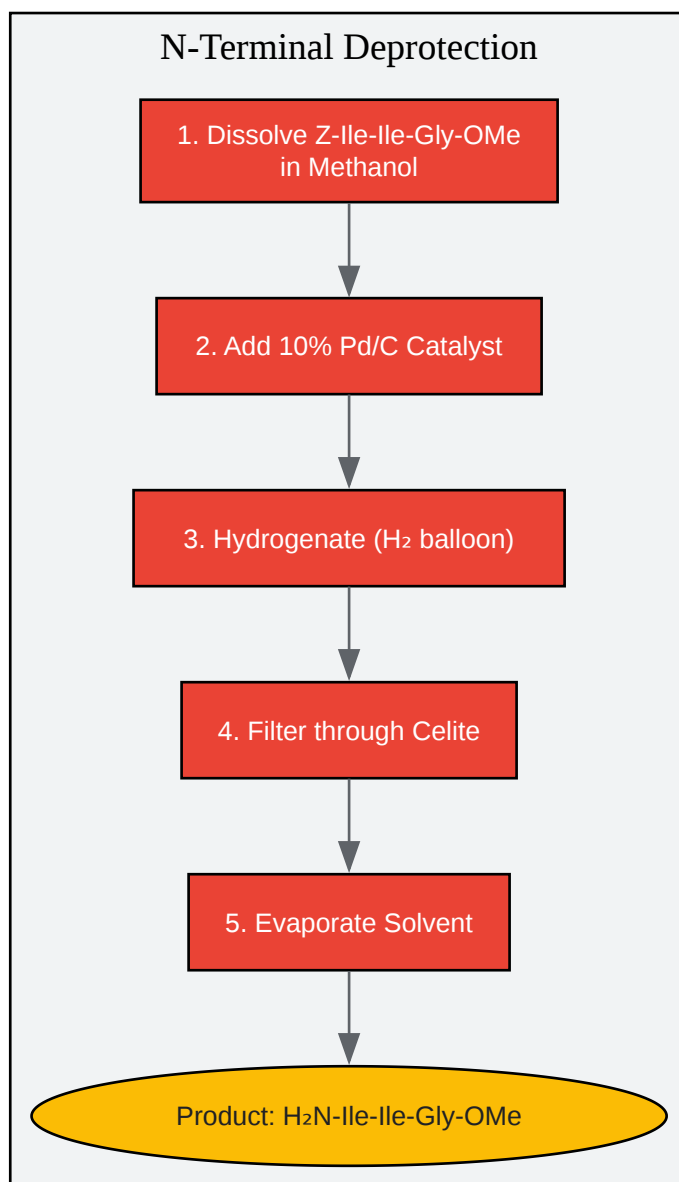 N-Terminal Deprotection
1. Dissolve Z-Ile-Ile-Gly-OMe
in Methanol
2. Add 10% Pd/C Catalyst
3. Hydrogenate (H₂ balloon)
4. Filter through Celite
5. Evaporate Solvent
Product: H₂N-Ile-Ile-Gly-OMe